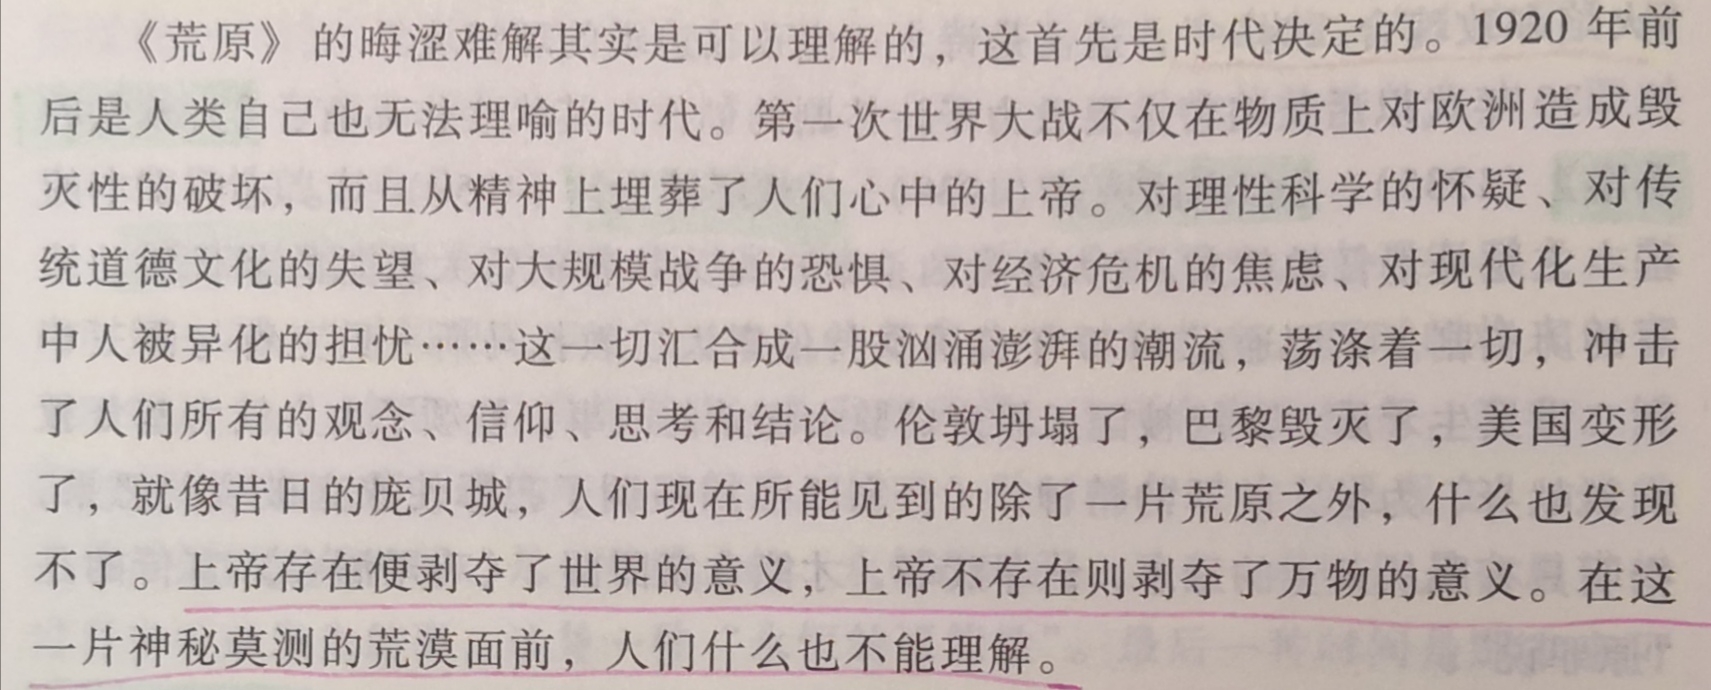 《荒原》的晦涩难解其实是可以理解的，这首先是时代决定的。1920 年前
后是人类自己也无法理喻的时代。第一次世界大战不仅在物质上对欧洲造成毁
灭性的破坏，而且从精神上埋葬了人们心中的上帝。对理性科学的怀疑、对传
统道德文化的失望、对大规模战争的恐惧、对经济危机的焦虑、对现代化生产
中人被异化的担忧……这一切汇合成一股汹涌澎湃的潮流，荡涤着一切，冲击
了人们所有的观念、信仰、思考和结论。伦敦坍塌了，巴黎毁灭了，美国变形
了，就像昔日的庞贝城，人们现在所能见到的除了一片荒原之外，什么也发现
不了。上帝存在便剥夺了世界的意义，上帝不存在则剥夺了万物的意义。在这
一片神秘莫测的荒漠面前，人们什么也不能理解。